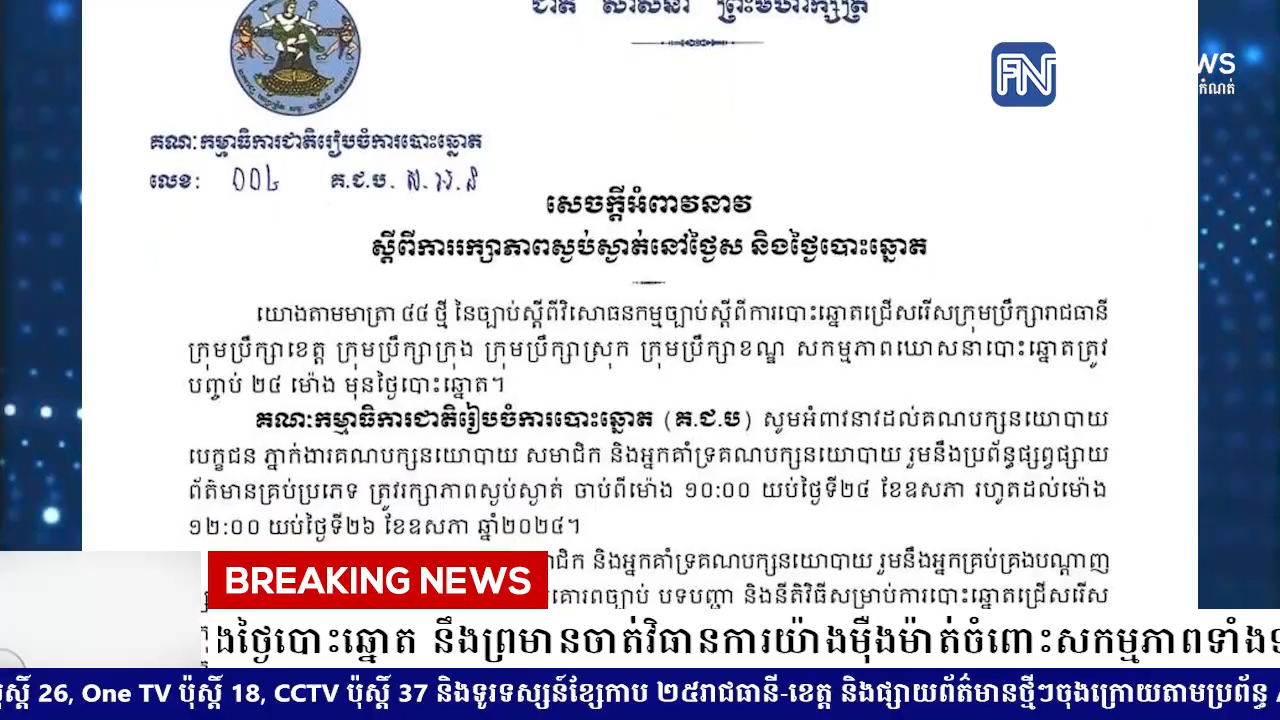 ជាតិ សាសនា ព្រះមហាក្សត្រ
FN
WS
កំណត់
គណៈកម្មាធិការជាតិរៀបចំការបោះឆ្នោត
លេខ: ០០៤ គ.ជ.ប. ស.អ.ន
សេចក្តីអំពាវនាវ
ស្តីពីការរក្សាភាពស្ងប់ស្ងាត់នៅថ្ងៃស និងថ្ងៃបោះឆ្នោត
យោងតាមមាត្រា ៤៤ ថ្មី នៃច្បាប់ស្តីពីវិសោធនកម្មច្បាប់ស្តីពីការបោះឆ្នោតជ្រើសរើសក្រុមប្រឹក្សារាជធានី
ក្រុមប្រឹក្សាខេត្ត ក្រុមប្រឹក្សាក្រុង ក្រុមប្រឹក្សាស្រុក ក្រុមប្រឹក្សាខណ្ឌ សកម្មភាពឃោសនាបោះឆ្នោតត្រូវ
បញ្ចប់ ២៤ ម៉ោង មុនថ្ងៃបោះឆ្នោត។
គណៈកម្មាធិការជាតិរៀបចំការបោះឆ្នោត (គ.ជ.ប) សូមអំពាវនាវដល់គណបក្សនយោបាយ
បេក្ខជន ភ្នាក់ងារគណបក្សនយោបាយ សមាជិក និងអ្នកគាំទ្រគណបក្សនយោបាយ រួមនឹងប្រព័ន្ធផ្សព្វផ្សាយ
ព័ត៌មានគ្រប់ប្រភេទ ត្រូវរក្សាភាពស្ងប់ស្ងាត់ ចាប់ពីម៉ោង ១០:០០ យប់ថ្ងៃទី២៤ ខែឧសភា រហូតដល់ម៉ោង
១២:០០ យប់ថ្ងៃទី២៦ ខែឧសភា ឆ្នាំ២០២៤។
ាជិក និងអ្នកគាំទ្រគណបក្សនយោបាយ រួមនឹងអ្នកគ្រប់គ្រងបណ្តាញ
គោរពច្បាប់ បទបញ្ជា និងនីតិវិធីសម្រាប់ការបោះឆ្នោតជ្រើសរើស
BREAKING NEWS
ងថ្ងៃបោះឆ្នោត នឹងព្រមានចាត់វិធានការយ៉ាងម៉ឺងម៉ាត់ចំពោះសកម្មភាពទាំង
ប៉ុស្តិ៍ 26, One TV ប៉ុស្តិ៍ 18, CCTV ប៉ុស្តិ៍ 37 និងទូរទស្សន៍ខ្សែកាប ២៥រាជធានី-ខេត្ត និងផ្សាយព័ត៌មានថ្មីៗចុងក្រោយតាមប្រព័ន្ធ